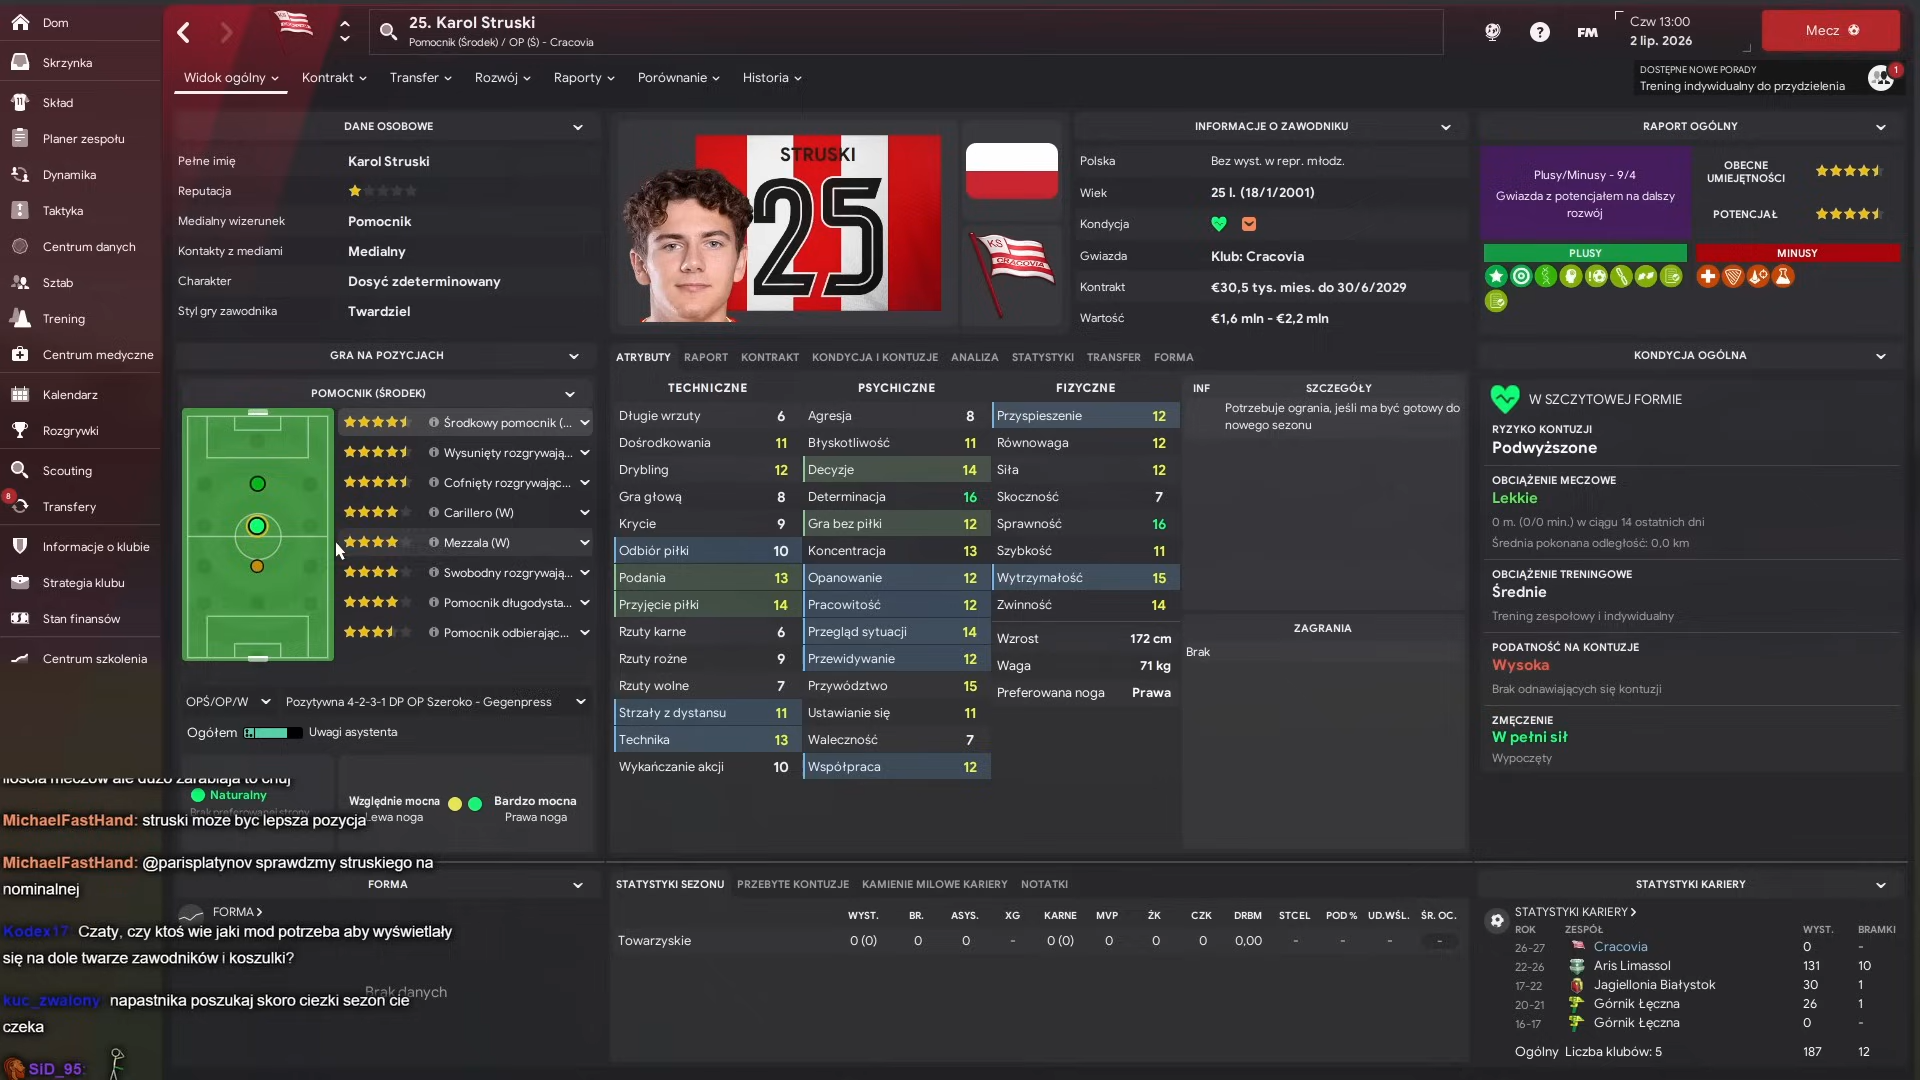 Dom
Skrzynka
Skład
Planer zespołu
Dynamika
Taktyka
Centrum danych
Sztab
Trening
Centrum medyczne
Kalendarz
Rozgrywki
Scouting
8
Transfery
Informacje o klubie
Strategia klubu
Stan finansów
Centrum szkolenia
25. Karol Struski
Pomocnik (Środek) / OP (Ś) - Cracovia
?
FM
Czw 13:00
2 lip. 2026
Mecz
Widok ogólny
Kontrakt
Transfer
Rozwój
Raporty
Porównanie
Historia
DOSTĘPNE NOWE PORADY
Trening indywidualny do przydzielenia
1
DANE OSOBOWE
Pełne imię Karol Struski
Reputacja
Medialny wizerunek Pomocnik
Kontakty z mediami Medialny
Charakter Dosyć zdeterminowany
Styl gry zawodnika Twardziel
STRUSKI
25
KS
CRACOVIA
INFORMACJE O ZAWODNIKU
Polska Bez wyst. w repr. młodz.
Wiek 25 l. (18/1/2001)
Kondycja
Gwiazda Klub: Cracovia
Kontrakt €30,5 tys. mies. do 30/6/2029
Wartość €1,6 mln - €2,2 mln
RAPORT OGÓLNY
Plusy/Minusy - 9/4
Gwiazda z potencjałem na dalszy
rozwój
OBECNE
UMIEJĘTNOŚCI
POTENCJAŁ
PLUSY
MINUSY
GRA NA POZYCJACH
POMOCNIK (ŚRODEK)
Środkowy pomocnik (...
Wysunięty rozgrywają...
Cofnięty rozgrywając...
Carillero (W)
Mezzala (W)
Swobodny rozgrywają...
Pomocnik długodysta...
Pomocnik odbierając...
OPŚ/OP/W
Pozytywna 4-2-3-1 DP OP Szeroko - Gegenpress
Ogółem
Uwagi asystenta
Naturalny
Brak preferowanej strony
Względnie mocna
Lewa noga
Bardzo mocna
Prawa noga
ATRYBUTY
RAPORT
KONTRAKT
KONDYCJA I KONTUZJE
ANALIZA
STATYSTYKI
TRANSFER
FORMA
TECHNICZNE
Długie wrzuty 6
Dośrodkowania 11
Drybling 12
Gra głową 8
Krycie 9
Odbiór piłki 10
Podania 13
Przyjęcie piłki 14
Rzuty karne 6
Rzuty rożne 9
Rzuty wolne 7
Strzały z dystansu 11
Technika 13
Wykańczanie akcji 10
PSYCHICZNE
Agresja 8
Błyskotliwość 11
Decyzje 14
Determinacja 16
Gra bez piłki 12
Koncentracja 13
Opanowanie 12
Pracowitość 12
Przegląd sytuacji 14
Przewidywanie 12
Przywództwo 15
Ustawianie się 11
Waleczność 7
Współpraca 12
FIZYCZNE
Przyspieszenie 12
Równowaga 12
Siła 12
Skoczność 7
Sprawność 16
Szybkość 11
Wytrzymałość 15
Zwinność 14
Wzrost 172 cm
Waga 71 kg
Preferowana noga Prawa
INF SZCZEGÓŁY
Potrzebuje ogrania, jeśli ma być gotowy do
nowego sezonu
ZAGRANIA
Brak
KONDYCJA OGÓLNA
W SZCZYTOWEJ FORMIE
RYZYKO KONTUZJI
Podwyższone
OBCIĄŻENIE MECZOWE
Lekkie
0 m. (0/0 min.) w ciągu 14 ostatnich dni
Średnia pokonana odległość: 0,0 km
OBCIĄŻENIE TRENINGOWE
Średnie
Trening zespołowy i indywidualny
PODATNOŚĆ NA KONTUZJE
Wysoka
Brak odnawiających się kontuzji
ZMĘCZENIE
W pełni sił
Wypoczęty
ilością meczów ale dużo zarabiają to chuj
MichaelFastHand: struski moze byc lepsza pozycja
MichaelFastHand: @parisplatynov sprawdzmy struskiego na
nominalnej
Kodex17 Czaty, czy ktoś wie jaki mod potrzeba aby wyświetlały
się na dole twarze zawodników i koszulki?
kuc_zwalony napastnika poszukaj skoro ciezki sezon cie
czeka
SiD_95:
FORMA
FORMA
Brak danych
STATYSTYKI SEZONU
PRZEBYTE KONTUZJE
KAMIENIE MILOWE KARIERY
NOTATKI
WYST. BR. ASYS. XG KARNE MVP ŻK CZK DRBM STCEL POD % UD.WŚL. ŚR. OC.
Towarzyskie 0 (0) 0 0 - 0 (0) 0 0 0 0,00 - - - -
STATYSTYKI KARIERY
STATYSTYKI KARIERY
ROK ZESPÓŁ WYST. BRAMKI
26-27 Cracovia 0 -
22-26 Aris Limassol 131 10
17-22 Jagiellonia Białystok 30 1
20-21 Górnik Łęczna 26 1
16-17 Górnik Łęczna 0 -
Ogólny Liczba klubów: 5 187 12